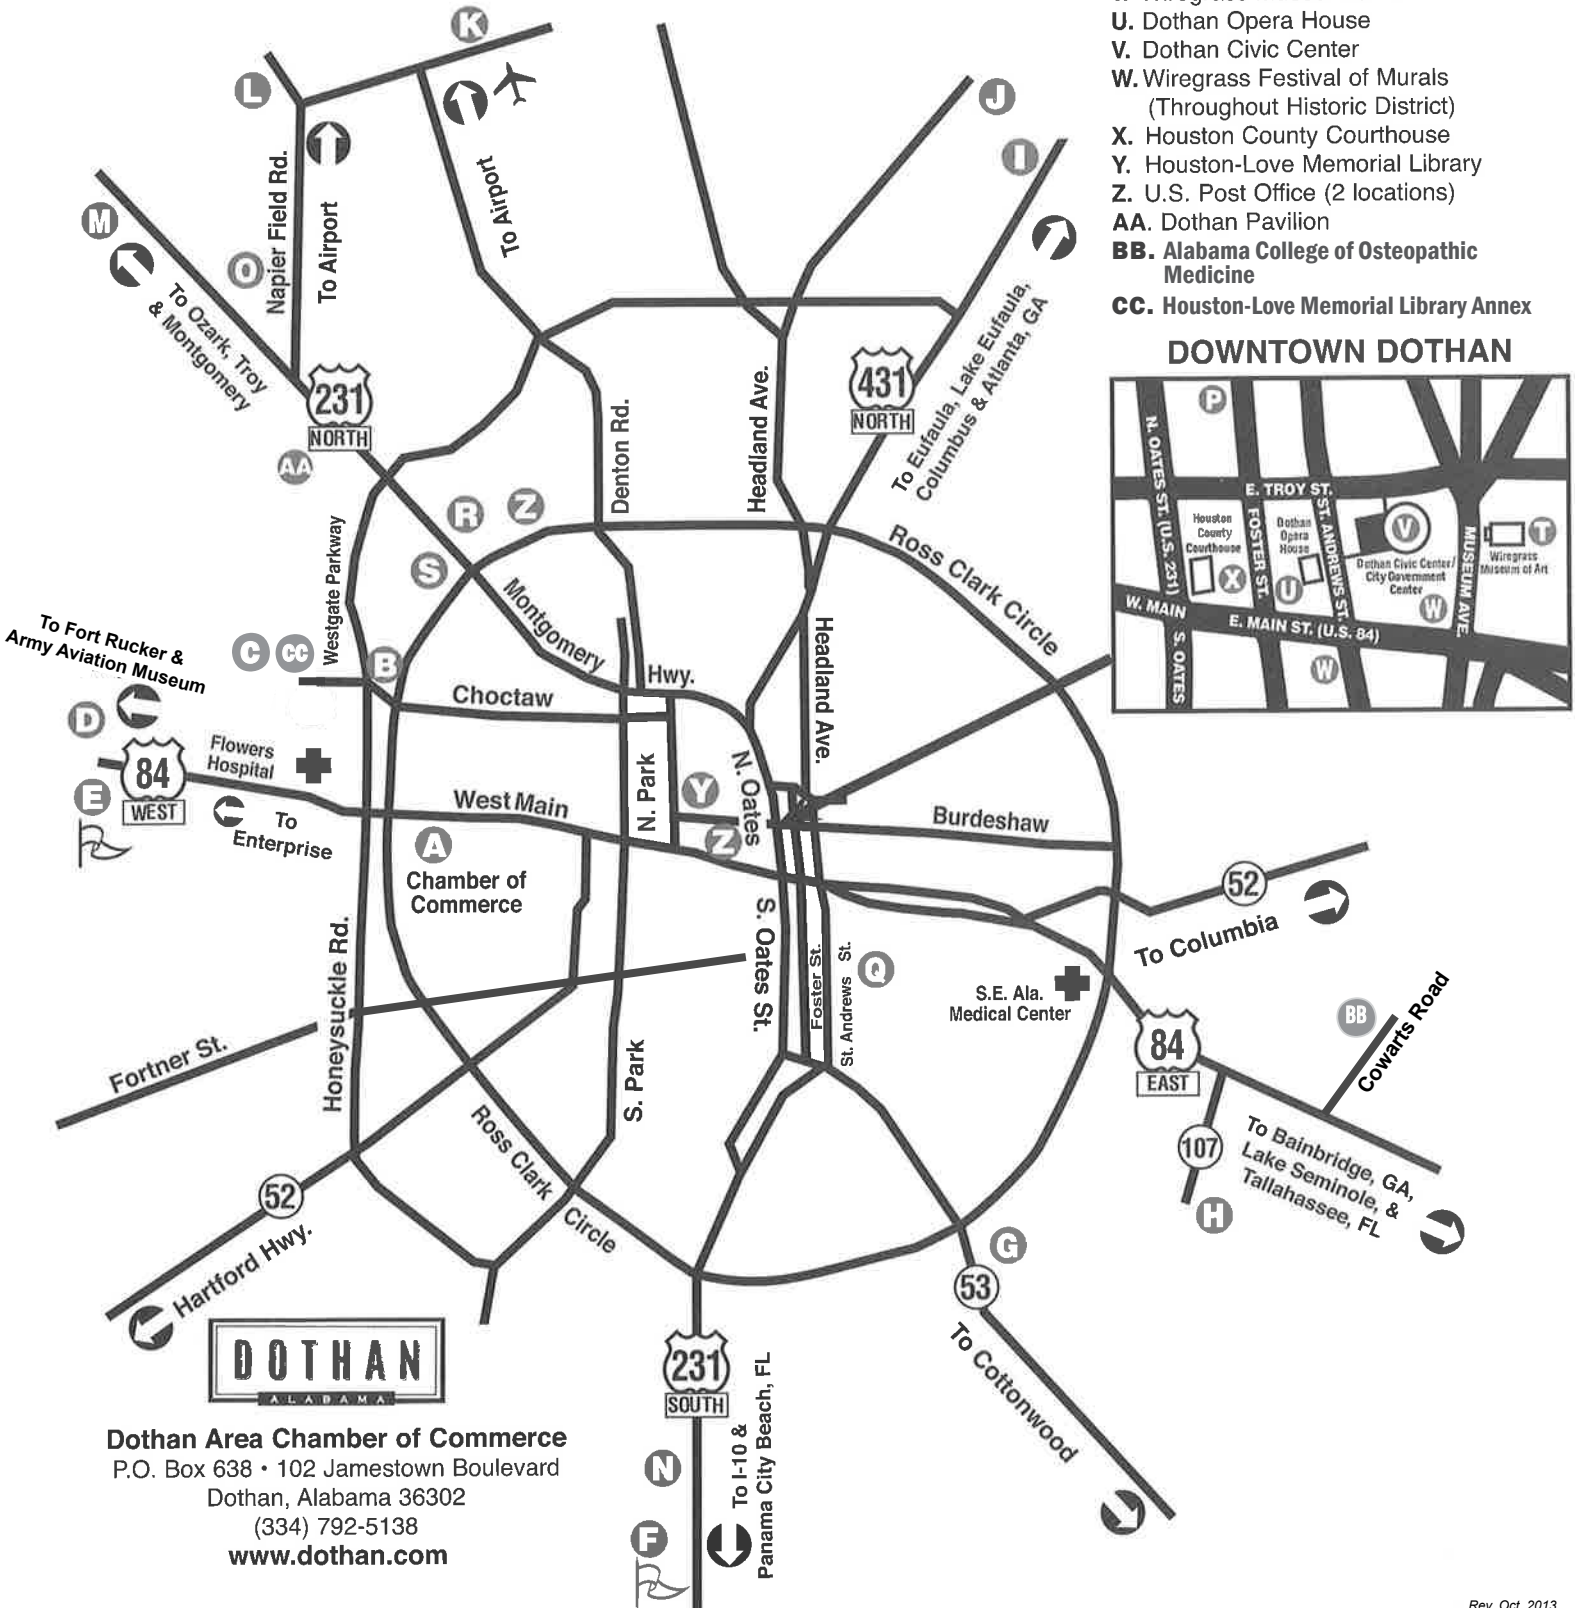 U. Dothan Opera House
V. Dothan Civic Center
W. Wiregrass Festival of Murals
(Throughout Historic District)
X. Houston County Courthouse
Y. Houston-Love Memorial Library
Z. U.S. Post Office (2 locations)
AA. Dothan Pavilion
BB. Alabama College of Osteopathic
Medicine
CC. Houston-Love Memorial Library Annex
DOWNTOWN DOTHAN
P
N. OATES ST. (U.S. 231)
E. TROY ST.
FOSTER ST.
ST. ANDREWS ST.
MUSEUM AVE.
Houston
County
Courthouse
X
Dothan
Opera
House
U
V
Dothan Civic Center/
City Government
Center
W
T
Wiregrass
Museum of Art
W. MAIN
E. MAIN ST. (U.S. 84)
S. OATES
W
K
L
J
I
M
O
Napier Field Rd.
To Airport
To Airport
To Ozark, Troy
& Montgomery
231
NORTH
AA
431
NORTH
To Eufaula, Lake Eufaula,
Columbus & Atlanta, GA
Denton Rd.
Headland Ave.
R
Z
S
Ross Clark Circle
Westgate Parkway
Montgomery
Hwy.
Headland Ave.
To Fort Rucker &
Army Aviation Museum
C
CC
B
D
Choctaw
84
WEST
Flowers
Hospital
E
To
Enterprise
West Main
N. Park
Y
N. Oates
Z
Burdeshaw
A
Chamber of
Commerce
52
To Columbia
Honeysuckle Rd.
S. Oates St.
Foster St.
St. Andrews St.
Q
S.E. Ala.
Medical Center
Fortner St.
84
EAST
BB
Cowarts Road
S. Park
Ross Clark
Circle
107
H
To Bainbridge, GA,
Lake Seminole, &
Tallahassee, FL
52
Hartford Hwy.
G
53
To Cottonwood
231
SOUTH
N
F
To I-10 &
Panama City Beach, FL
DOTHAN
ALABAMA
Dothan Area Chamber of Commerce
P.O. Box 638 • 102 Jamestown Boulevard
Dothan, Alabama 36302
(334) 792-5138
www.dothan.com
Rev. Oct. 2013